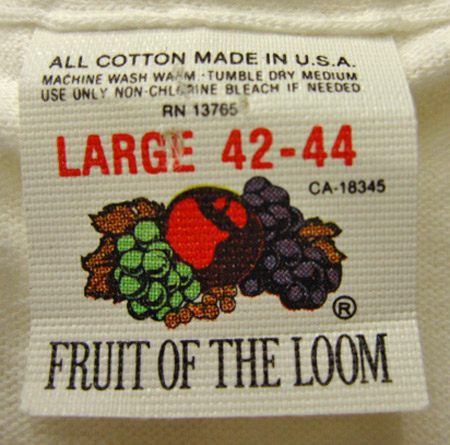 ALL COTTON MADE IN U.S.A.
MACHINE WASH WARM · TUMBLE DRY MEDIUM
USE ONLY NON-CHLORINE BLEACH IF NEEDED
RN 13765
LARGE 42-44
CA-18345
®
FRUIT OF THE LOOM